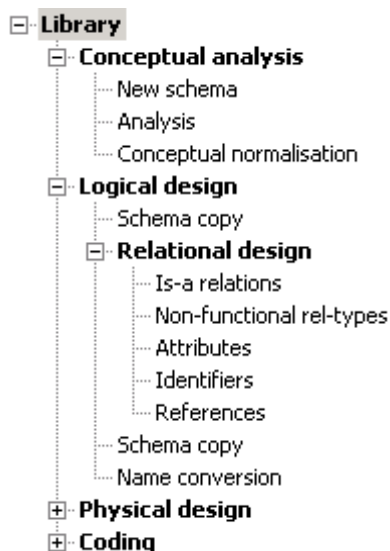 Library
Conceptual analysis
New schema
Analysis
Conceptual normalisation
Logical design
Schema copy
Relational design
Is-a relations
Non-functional rel-types
Attributes
Identifiers
References
Schema copy
Name conversion
Physical design
Coding